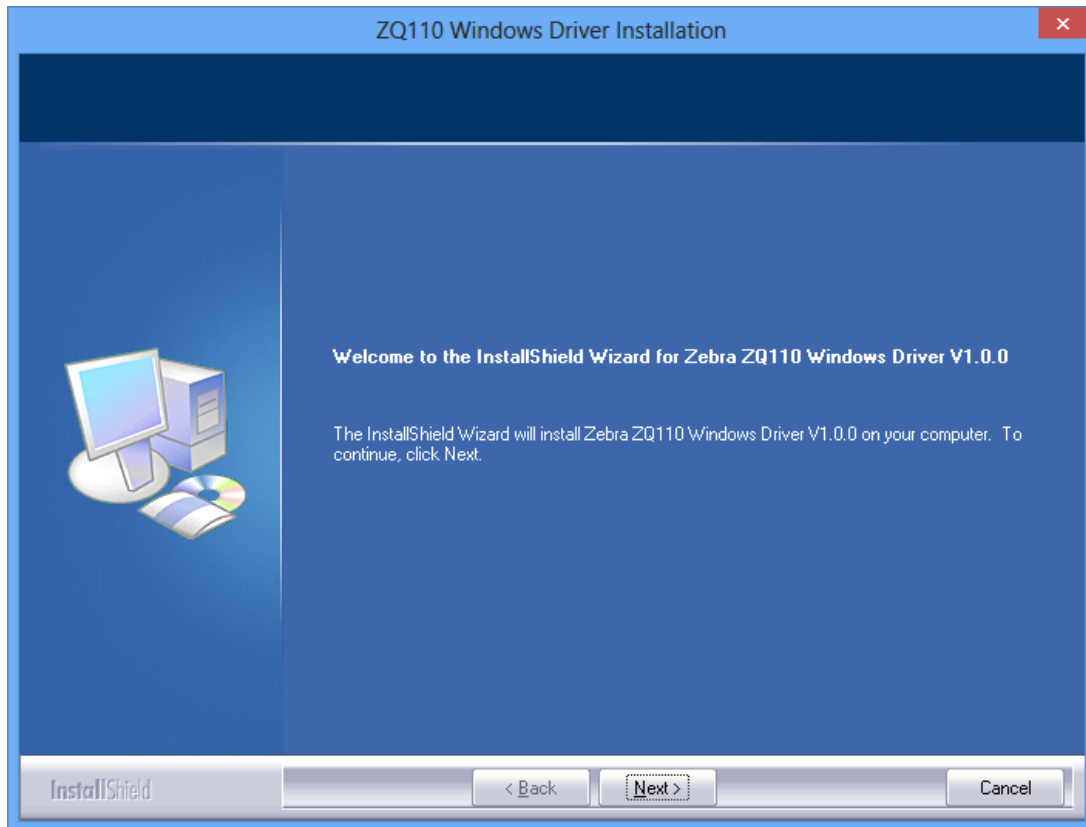 ZQ110 Windows Driver Installation
Welcome to the InstallShield Wizard for Zebra ZQ110 Windows Driver V1.0.0
The InstallShield Wizard will install Zebra ZQ110 Windows Driver V1.0.0 on your computer. To
continue, click Next.
InstallShield
< Back
Next >
Cancel